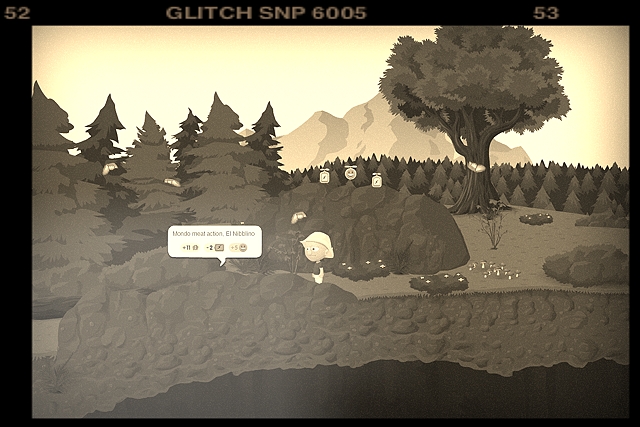 52 GLITCH SNP 6005 53
Mondo meat action, El Nibblino
+11 -2 +3